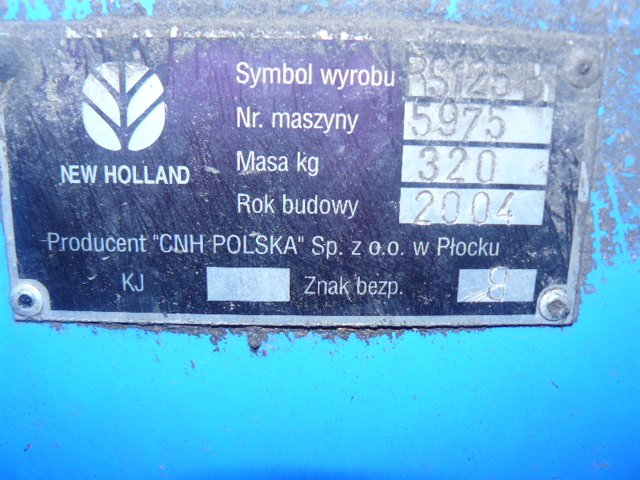 Symbol wyrobu
Nr. maszyny 5975
NEW HOLLAND
Masa kg 320
Rok budowy 2004
Producent "CNH POLSKA" Sp. z o.o. w Płocku
KJ Znak bezp. B